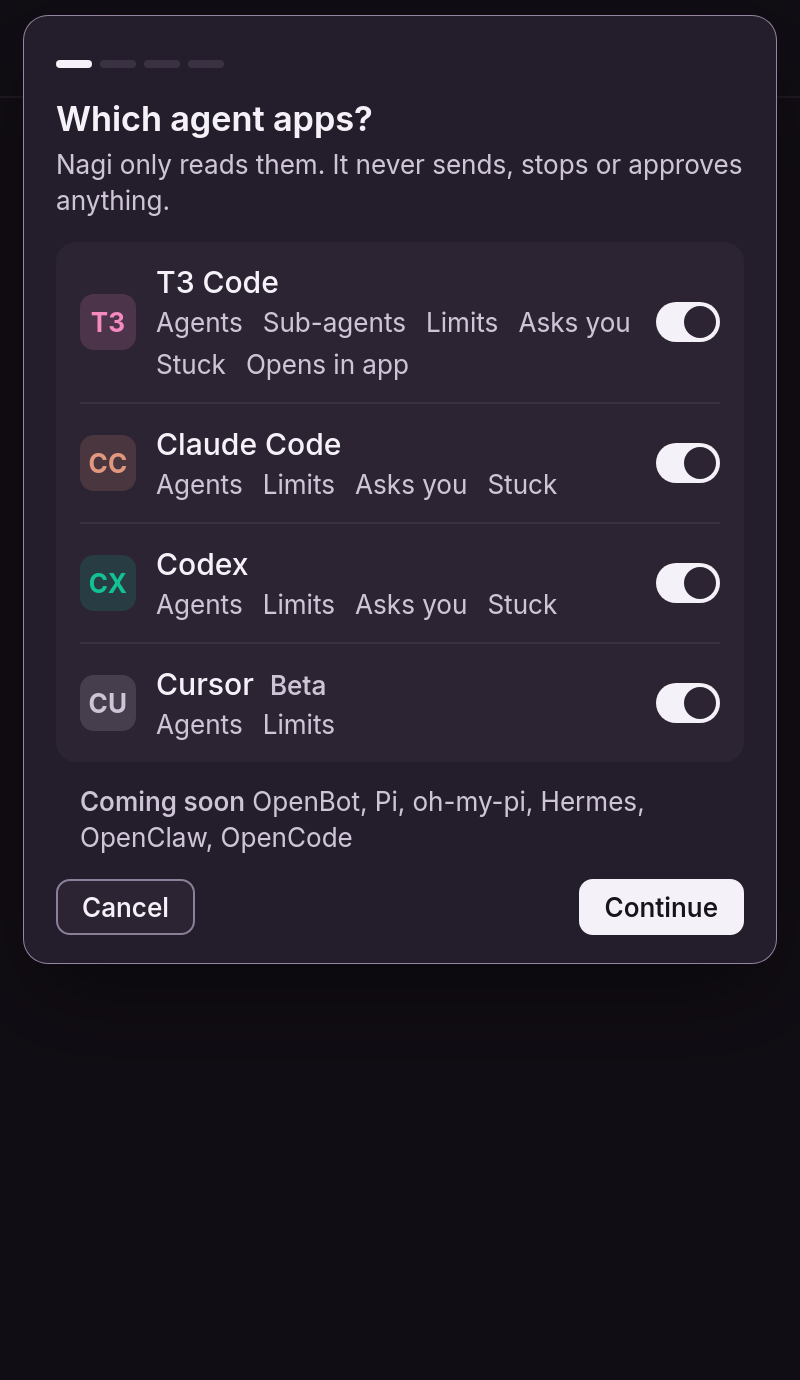 Which agent apps?
Nagi only reads them. It never sends, stops or approves
anything.
T3
T3 Code
Agents Sub-agents Limits Asks you
Stuck Opens in app
CC
Claude Code
Agents Limits Asks you Stuck
CX
Codex
Agents Limits Asks you Stuck
CU
Cursor Beta
Agents Limits
Coming soon OpenBot, Pi, oh-my-pi, Hermes,
OpenClaw, OpenCode
Cancel
Continue